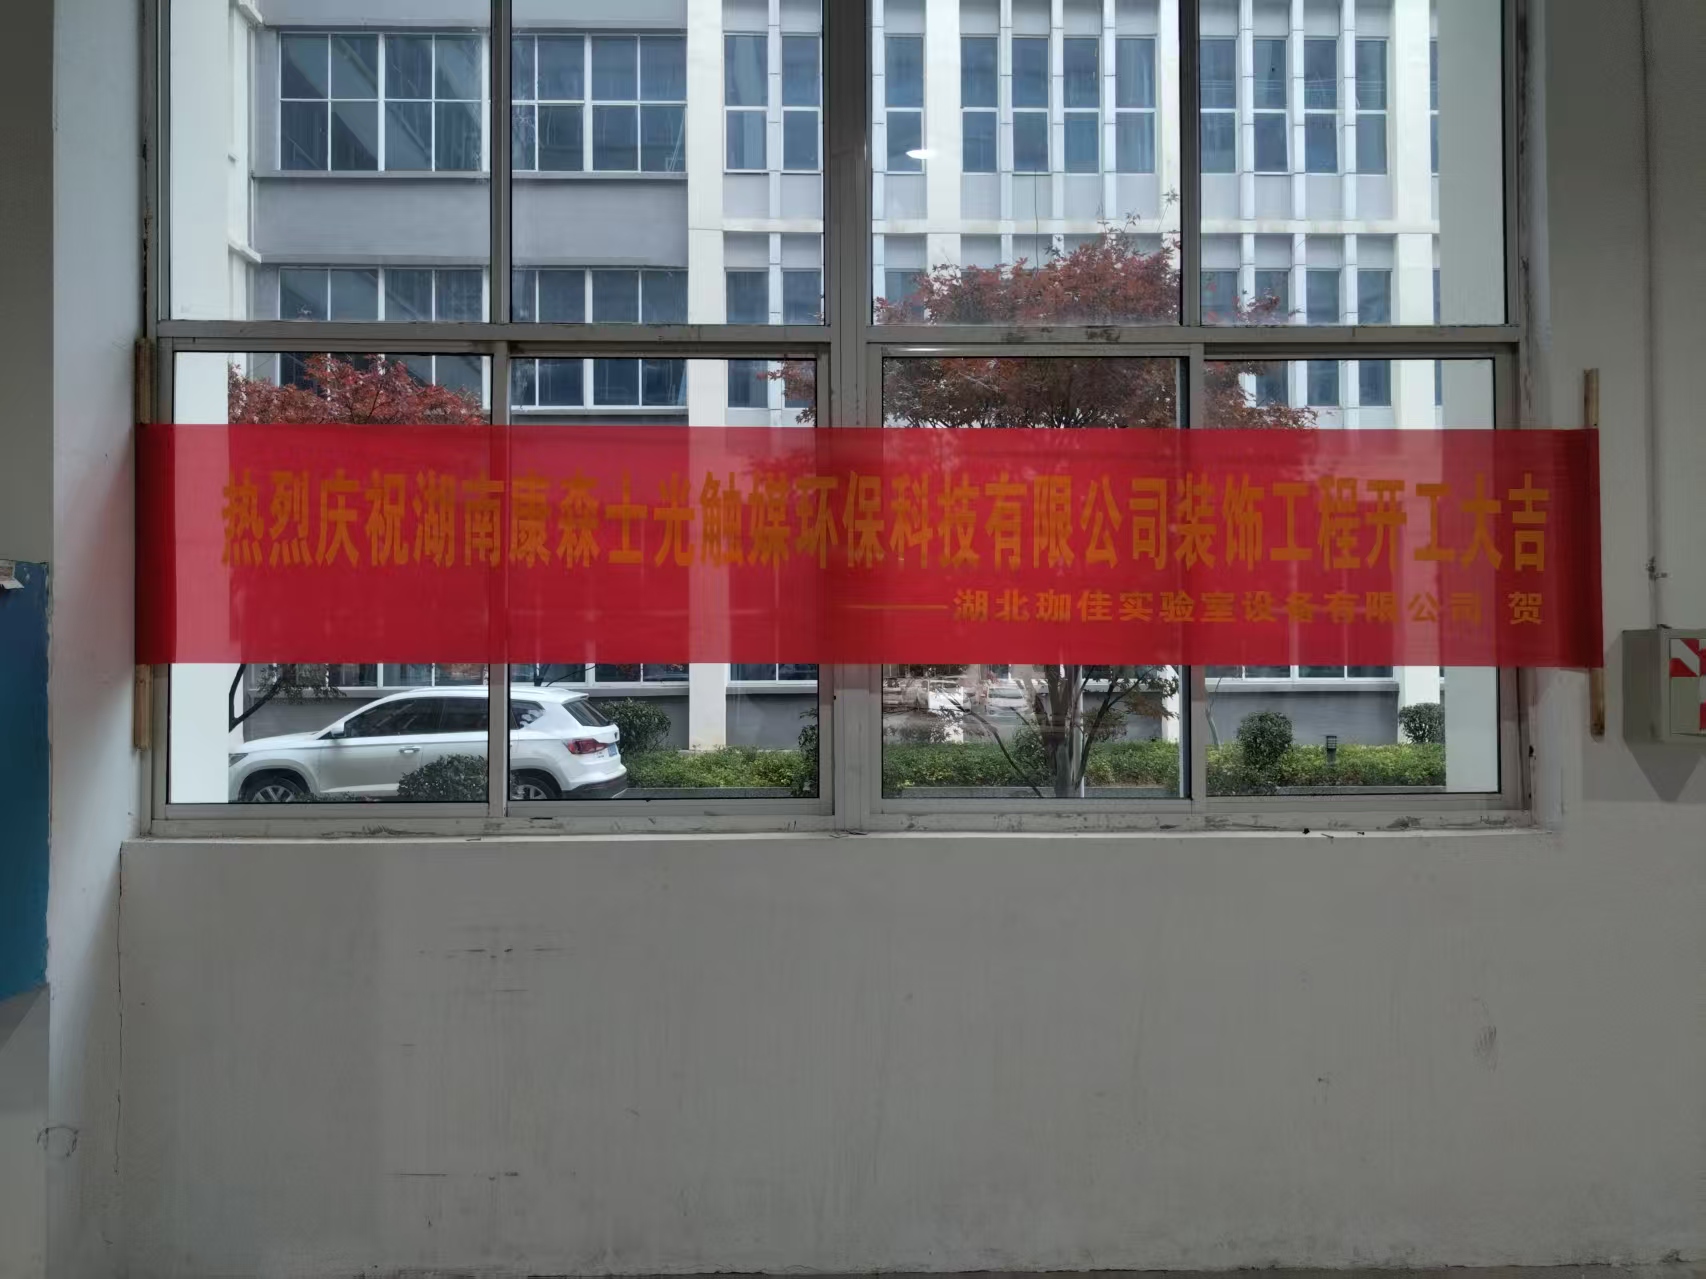 热烈庆祝湖南康森士光触媒环保科技有限公司装饰工程开工大吉
——湖北珈佳实验室设备有限公司 贺